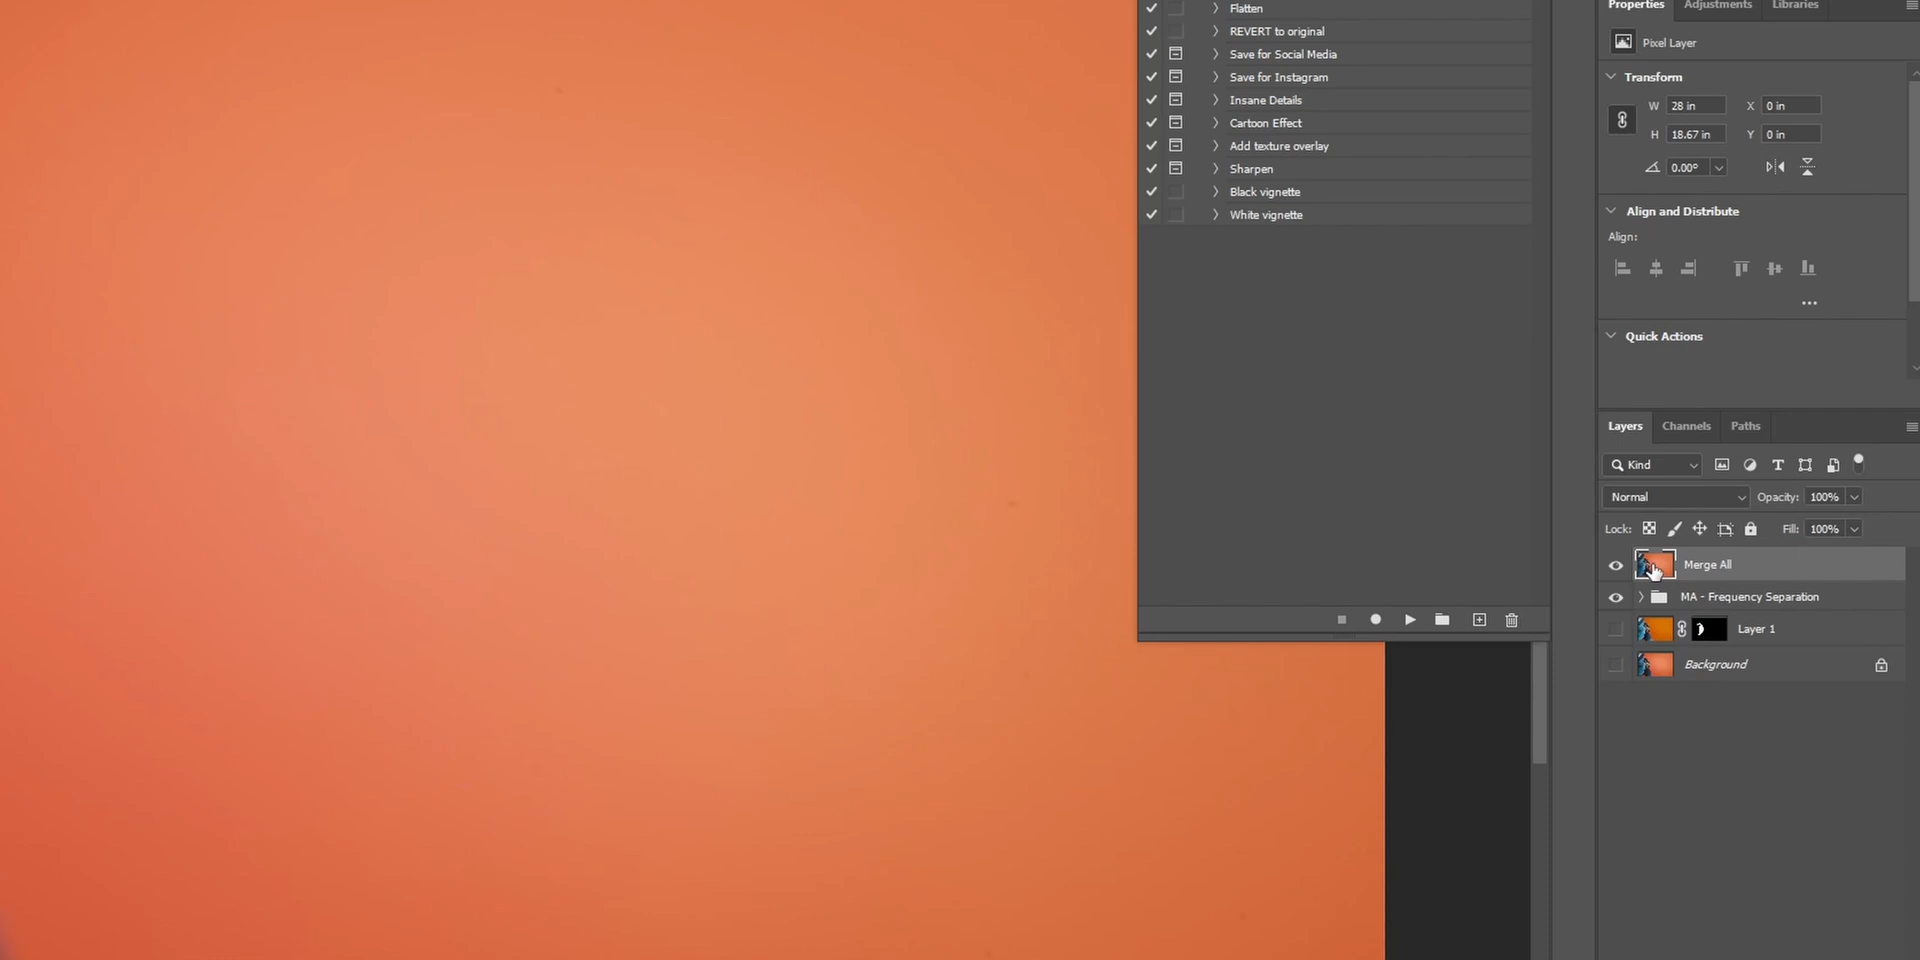 Flatten
REVERT to original
Save for Social Media
Save for Instagram
Insane Details
Cartoon Effect
Add texture overlay
Sharpen
Black vignette
White vignette
Properties Adjustments Libraries
Pixel Layer
Transform
W 28 in X 0 in
H 18.67 in Y 0 in
0.00°
Align and Distribute
Align:
Quick Actions
Layers Channels Paths
Kind
Normal Opacity: 100%
Lock: Fill: 100%
Merge All
MA - Frequency Separation
Layer 1
Background